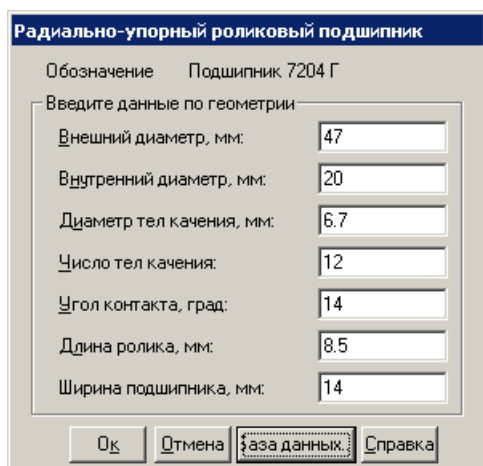 Радиально-упорный роликовый подшипник
Обозначение Подшипник 7204 Г
Введите данные по геометрии
Внешний диаметр, мм: 47
Внутренний диаметр, мм: 20
Диаметр тел качения, мм: 6.7
Число тел качения: 12
Угол контакта, град: 14
Длина ролика, мм: 8.5
Ширина подшипника, мм: 14
Ок Отмена База данных. Справка